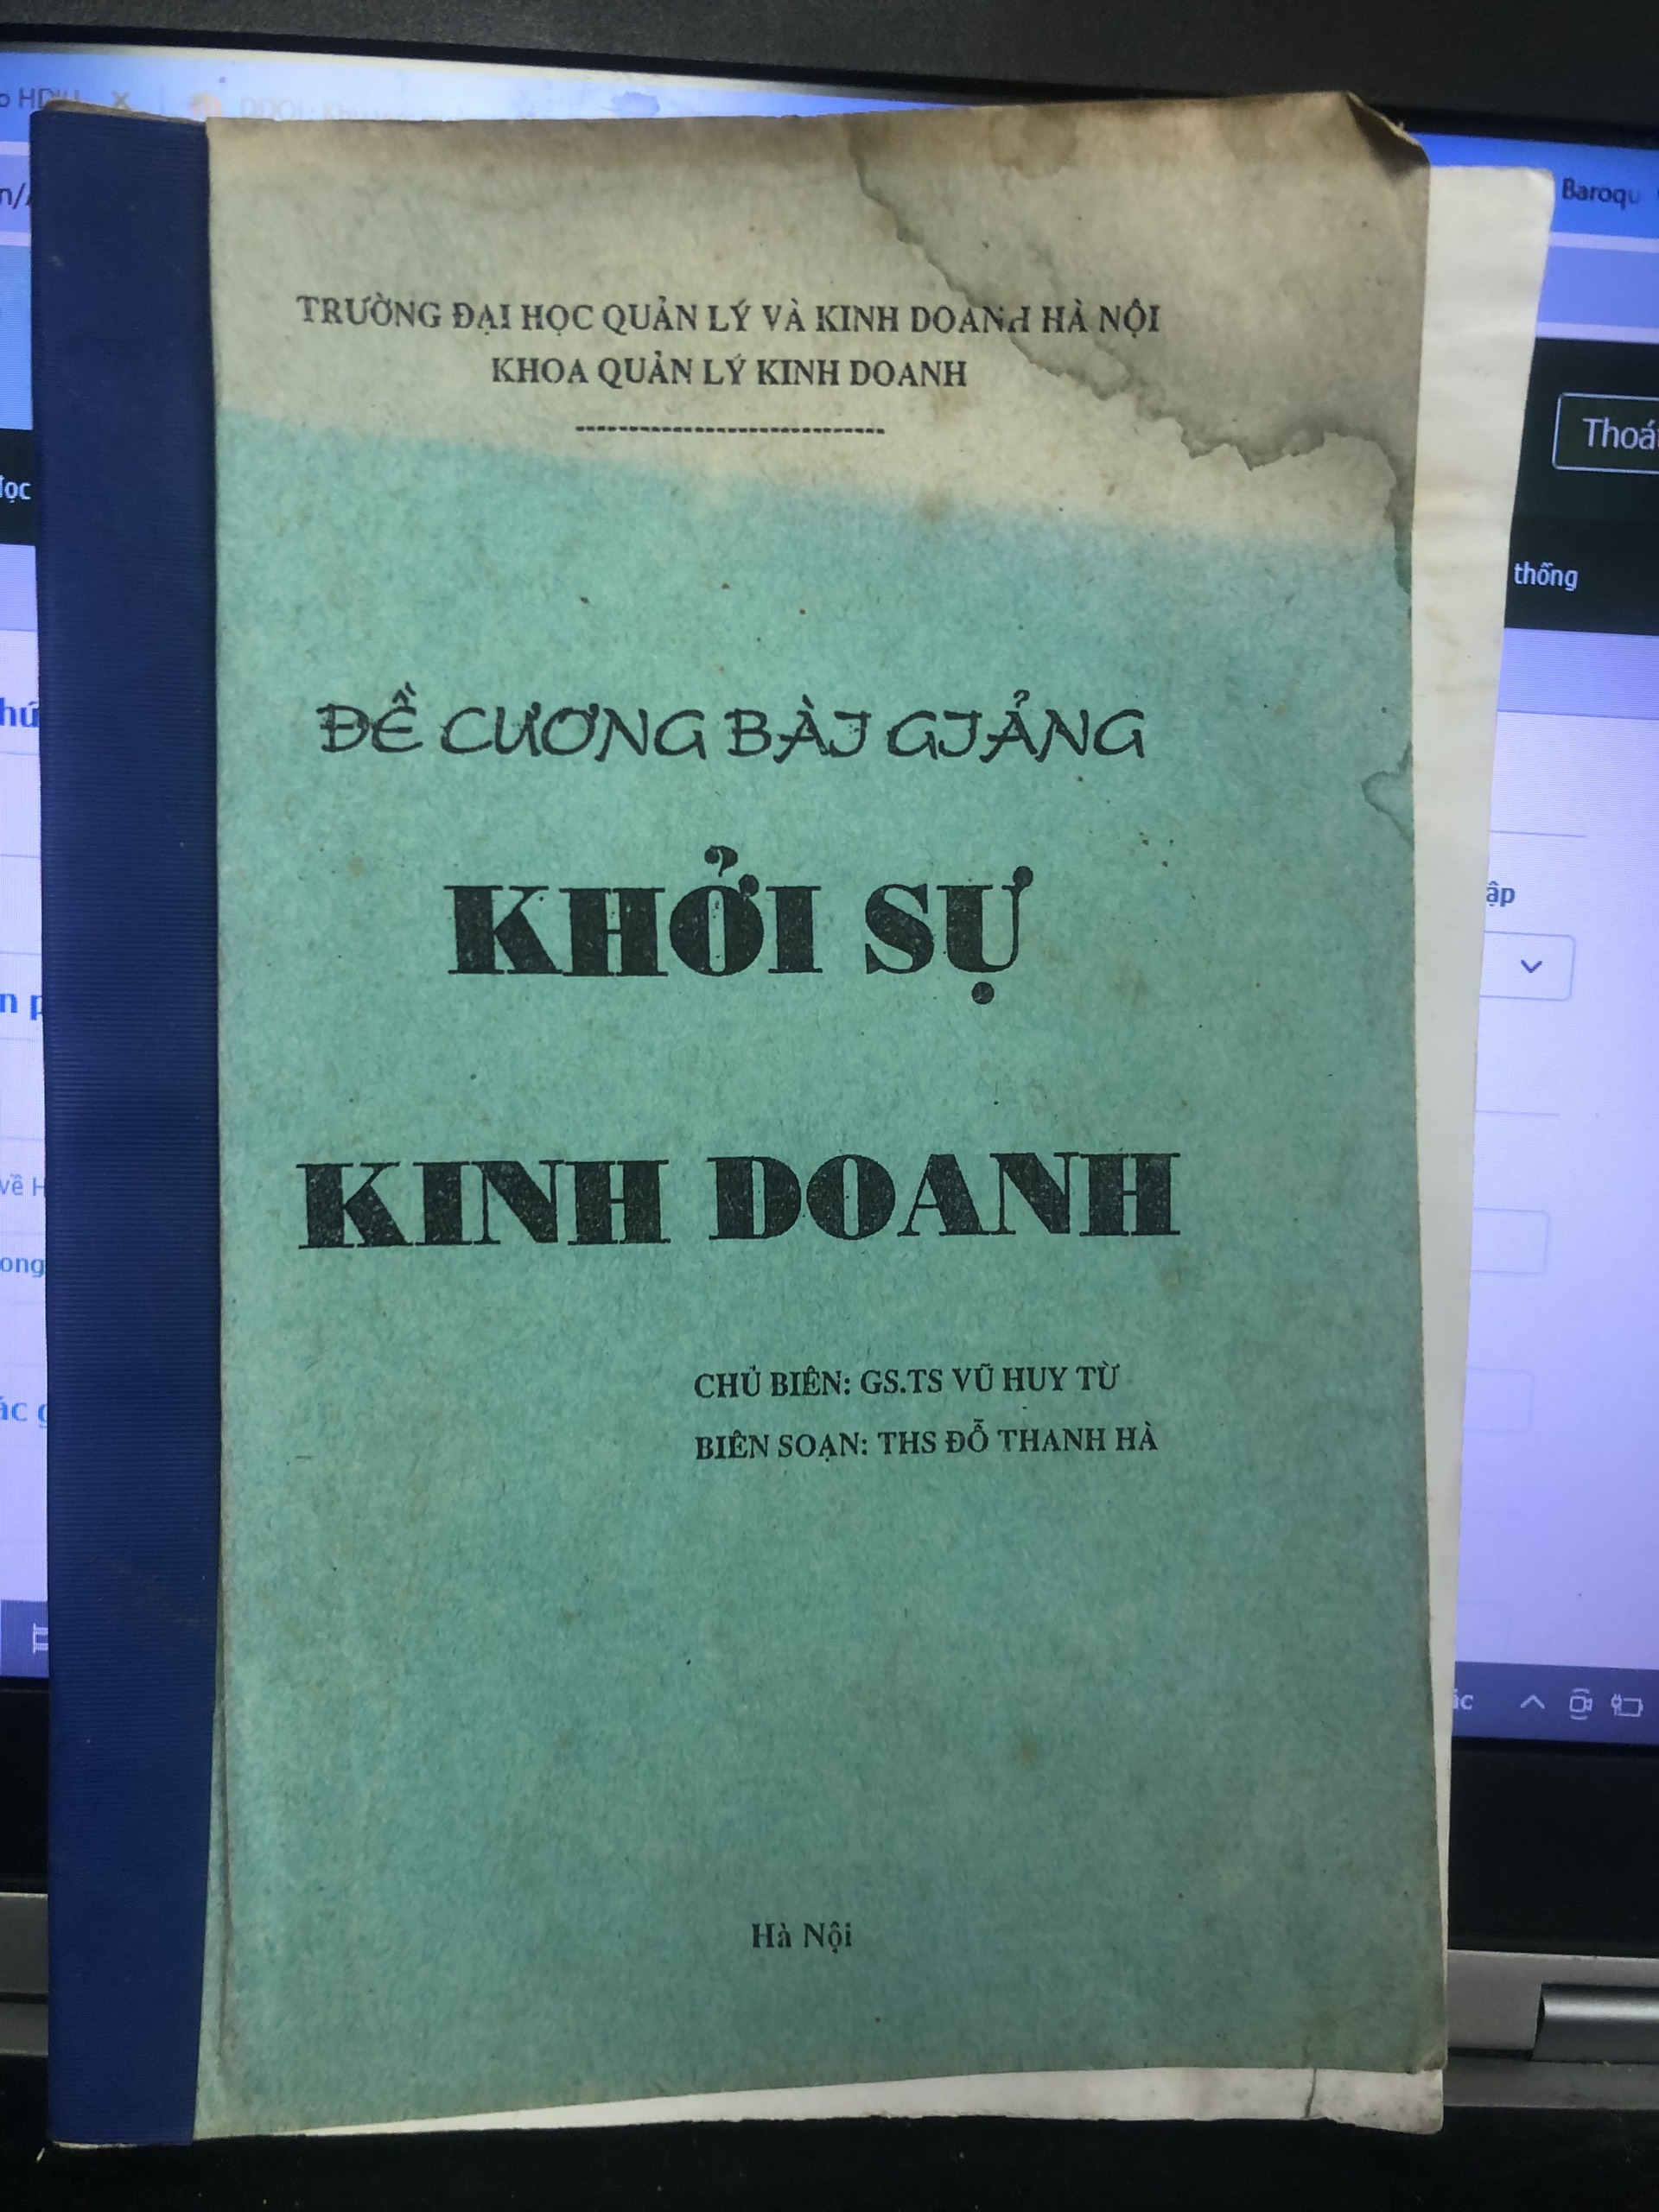 TRƯỜNG ĐẠI HỌC QUẢN LÝ VÀ KINH DOANH HÀ NỘI
KHOA QUẢN LÝ KINH DOANH
ĐỀ CƯƠNG BÀI GIẢNG
KHỞI SỰ
KINH DOANH
CHỦ BIÊN: GS.TS VŨ HUY TỪ
BIÊN SOẠN: THS ĐỖ THANH HÀ
Hà Nội
thống
về H